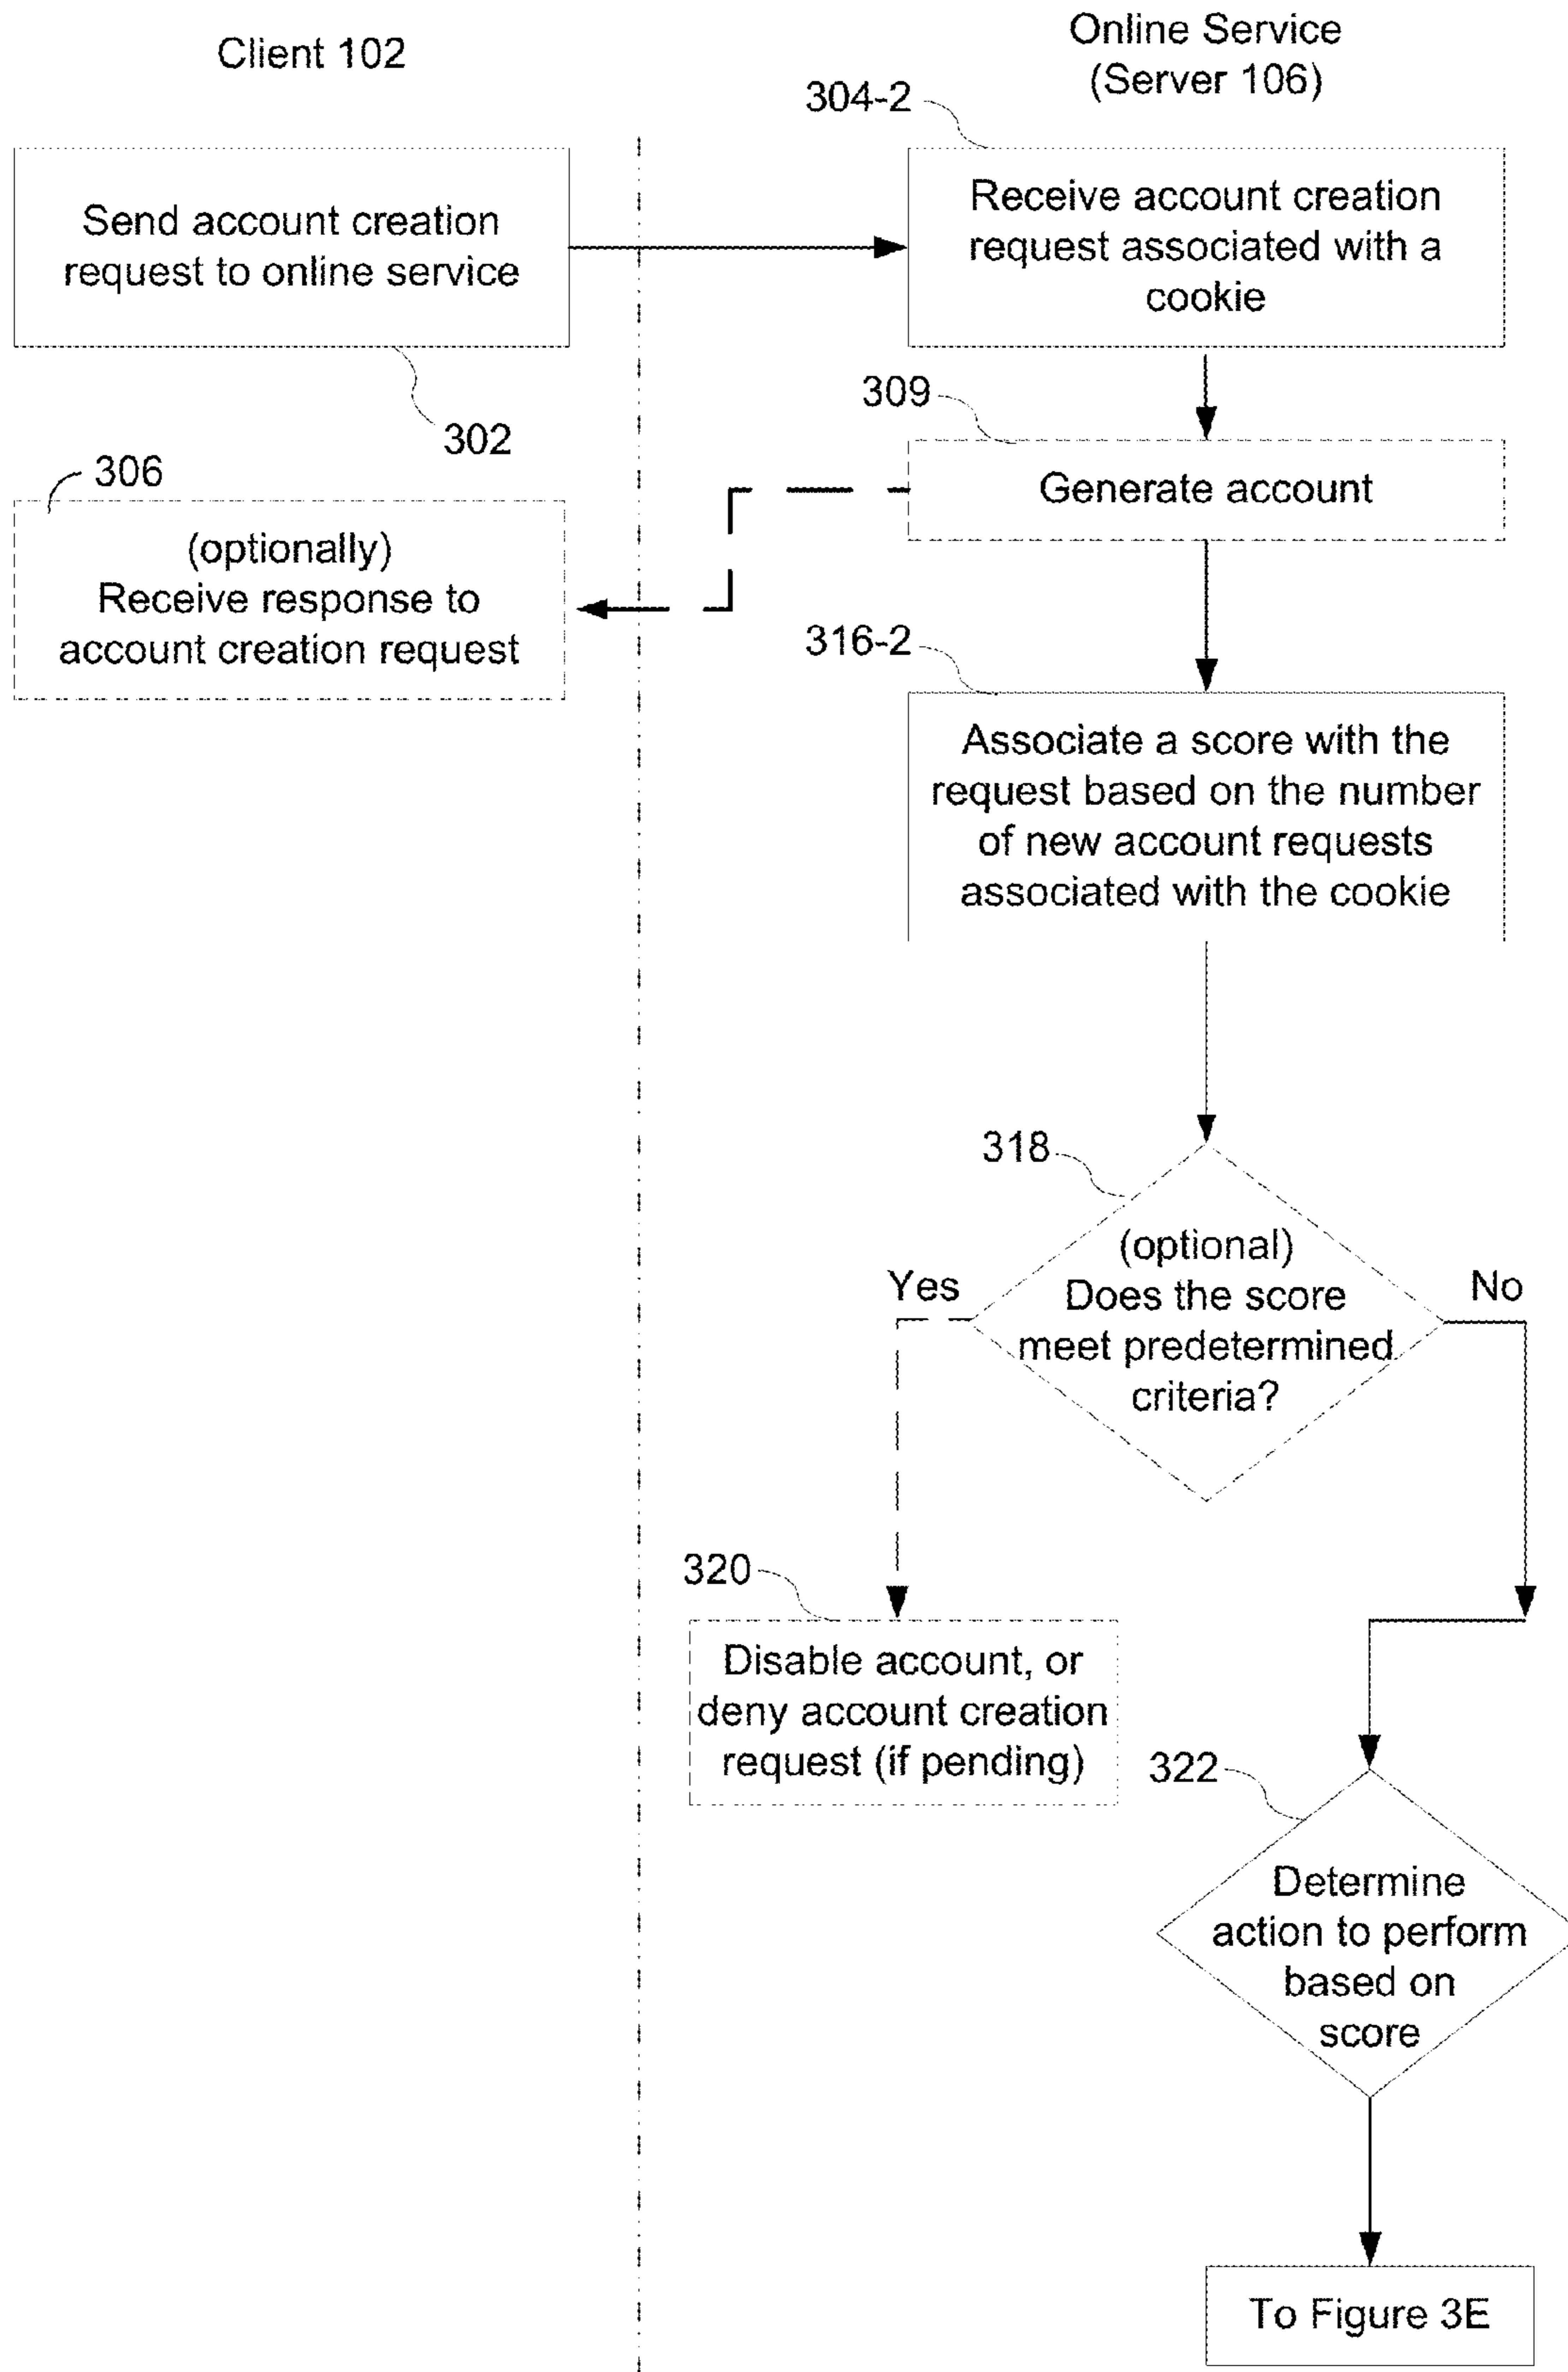 Client 102
Online Service
(Server 106)
304-2
Send account creation
request to online service
Receive account creation
request associated with a
cookie
302
309
Generate account
306
(optionally)
Receive response to
account creation request
316-2
Associate a score with the
request based on the number
of new account requests
associated with the cookie
318
(optional)
Does the score
meet predetermined
criteria?
Yes
No
320
Disable account, or
deny account creation
request (if pending)
322
Determine
action to perform
based on
score
To Figure 3E